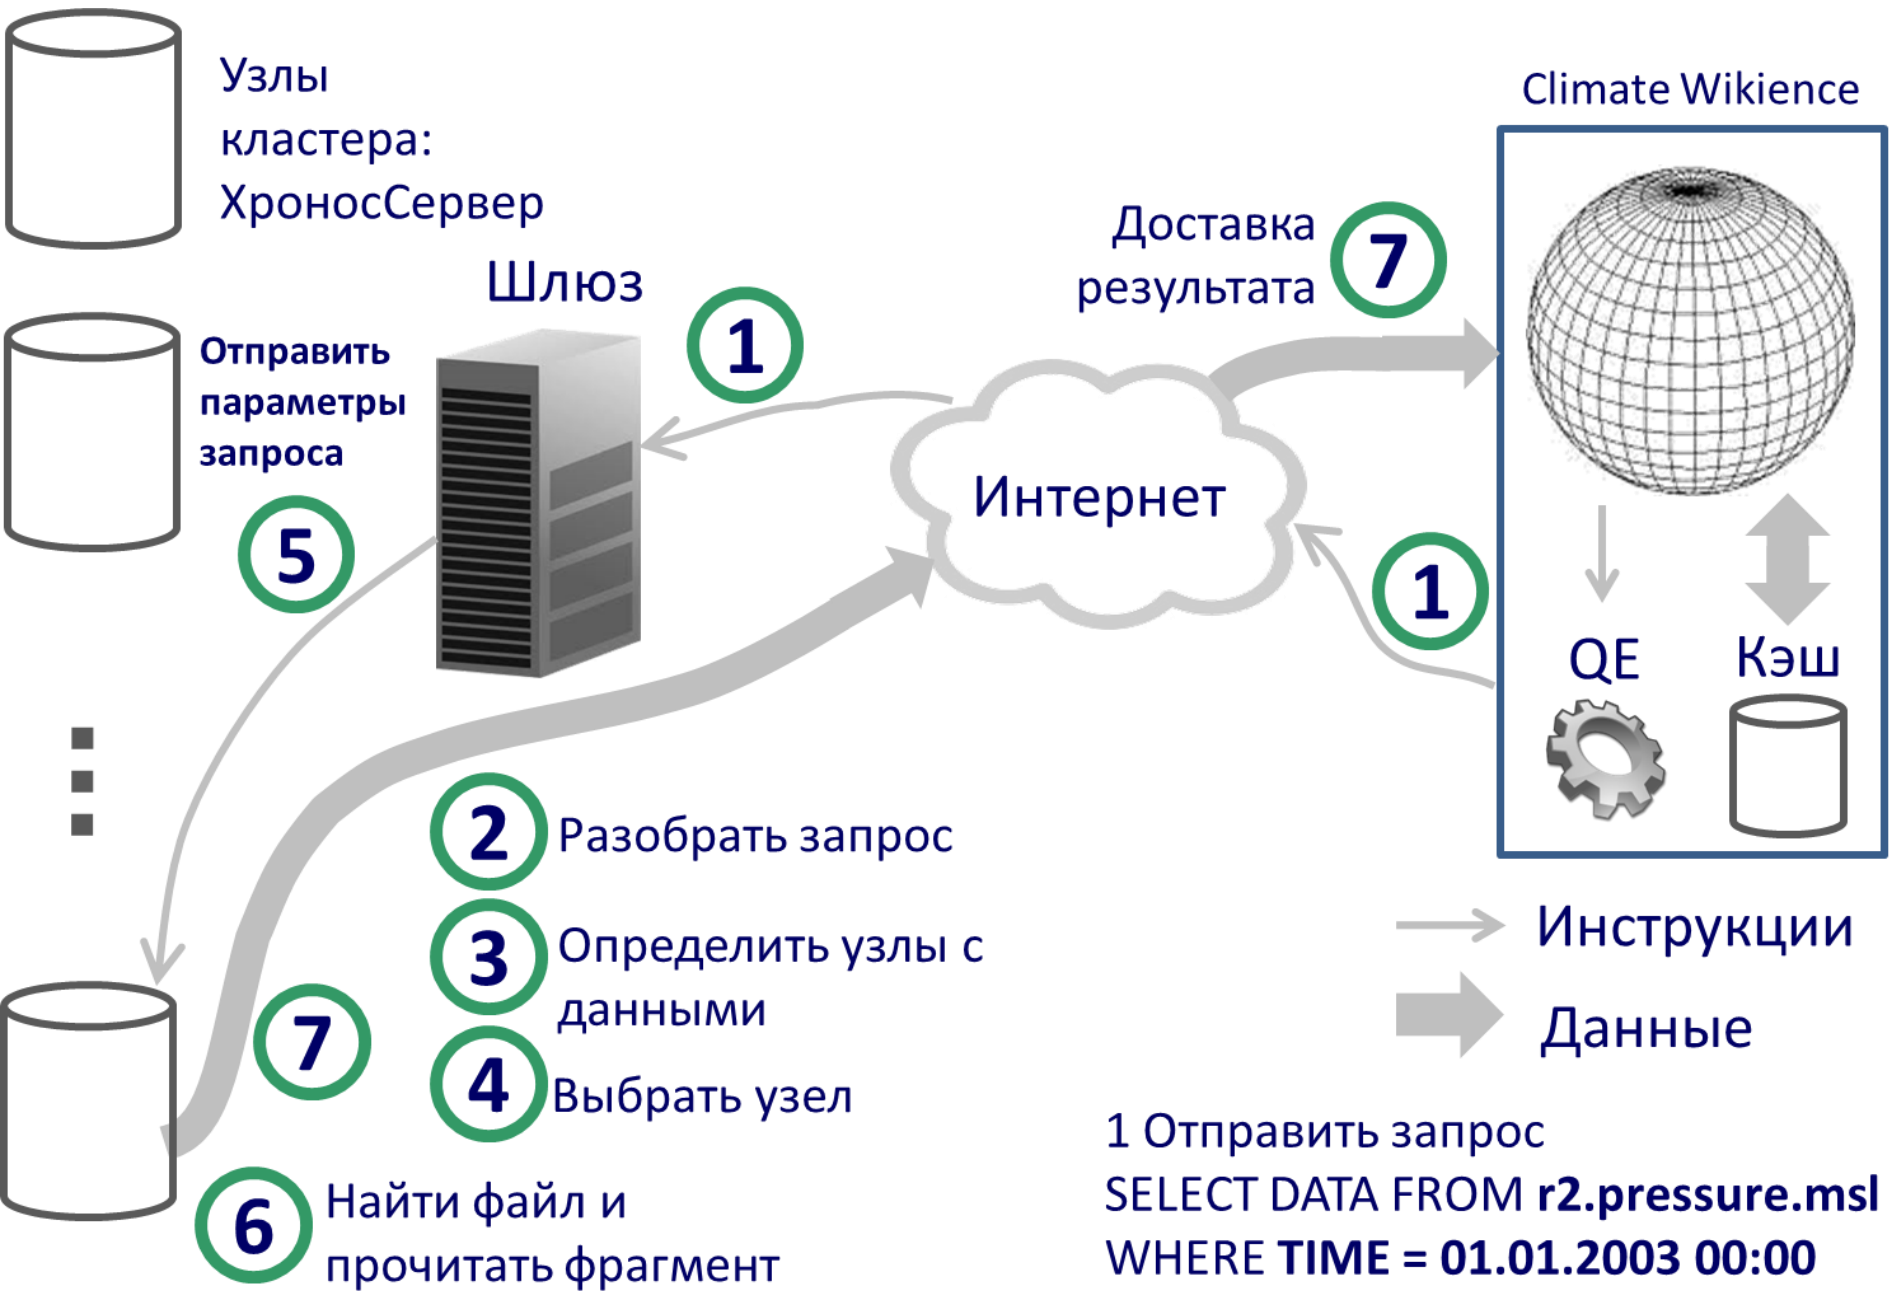 Узлы
кластера:
ХроносСервер
Climate Wikience
Шлюз
1
Доставка
результата
7
Отправить
параметры
запроса
5
Интернет
1
QE
Кэш
2 Разобрать запрос
3 Определить узлы с
данными
4 Выбрать узел
7
6 Найти файл и
прочитать фрагмент
Инструкции
Данные
1 Отправить запрос
SELECT DATA FROM r2.pressure.msl
WHERE TIME = 01.01.2003 00:00